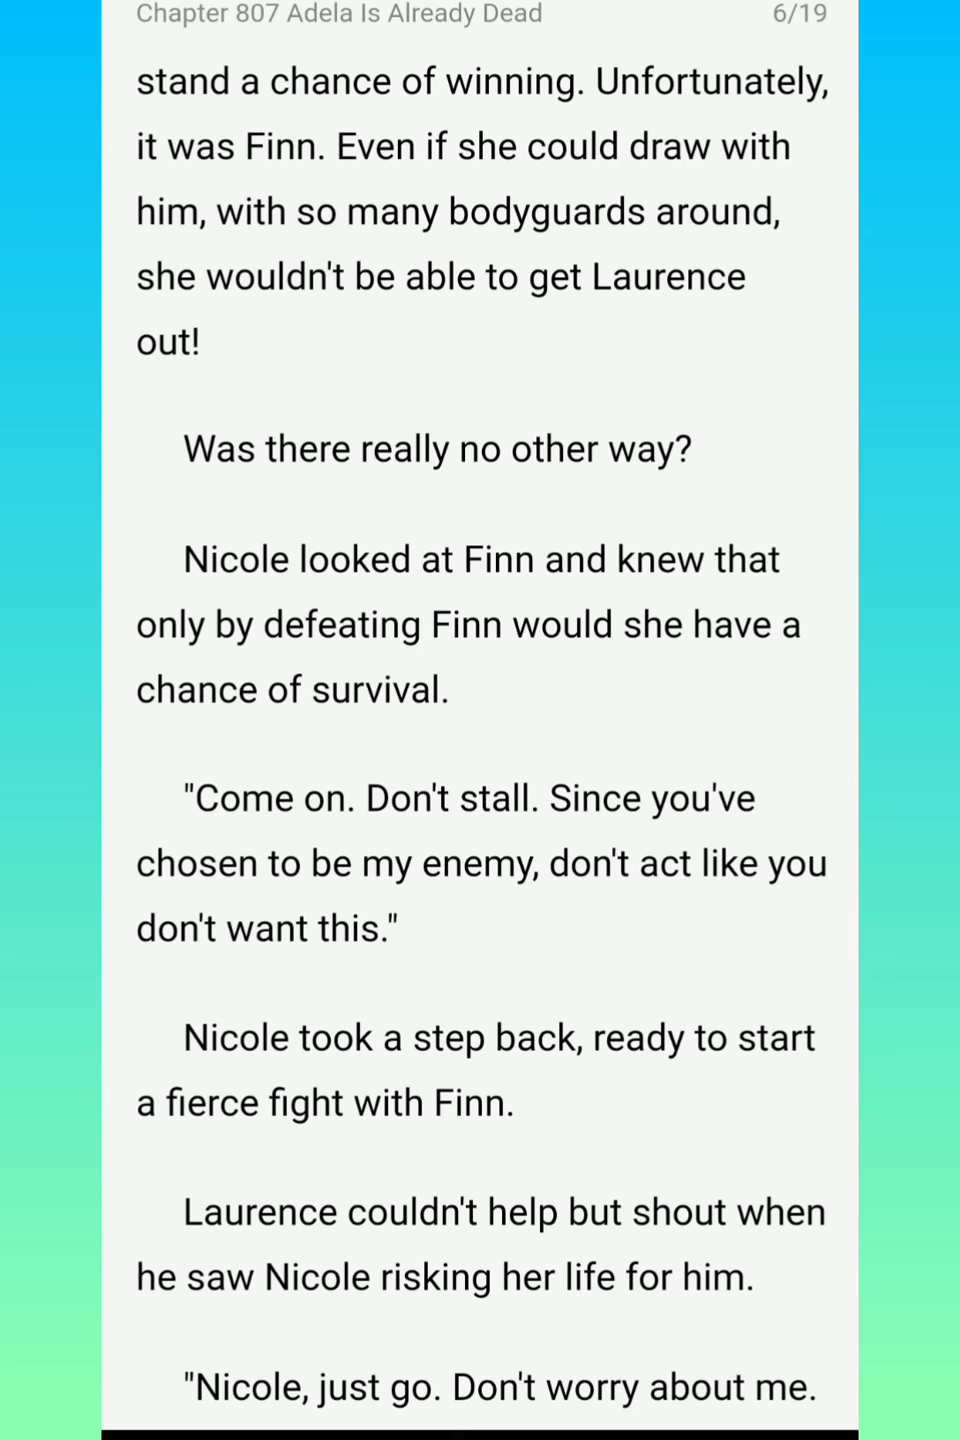 Chapter 807 Adela Is Already Dead 6/19
stand a chance of winning. Unfortunately,
it was Finn. Even if she could draw with
him, with so many bodyguards around,
she wouldn't be able to get Laurence
out!
Was there really no other way?
Nicole looked at Finn and knew that
only by defeating Finn would she have a
chance of survival.
"Come on. Don't stall. Since you've
chosen to be my enemy, don't act like you
don't want this."
Nicole took a step back, ready to start
a fierce fight with Finn.
Laurence couldn't help but shout when
he saw Nicole risking her life for him.
"Nicole, just go. Don't worry about me.